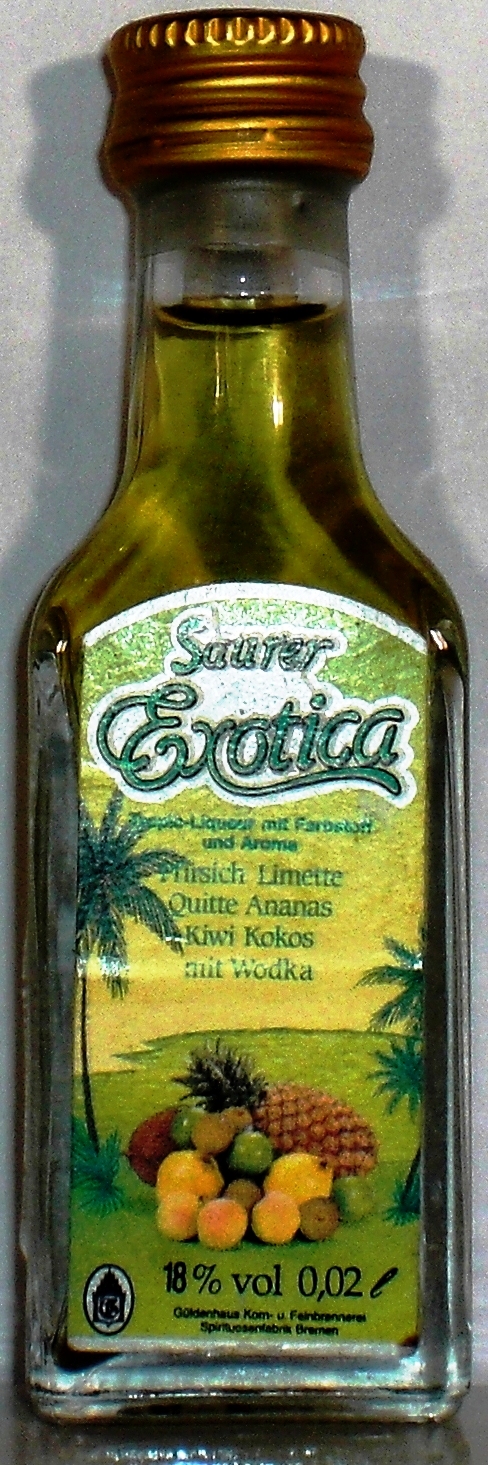 Saurer
Exotica
Tropic-Liqueur mit Farbstoff
und Aroma
Pfirsich Limette
Quitte Ananas
Kiwi Kokos
mit Wodka
18% vol 0,02 ℓ
Güldenhaus Korn- u. Feinbrennerei
Spirituosenfabrik Bremen